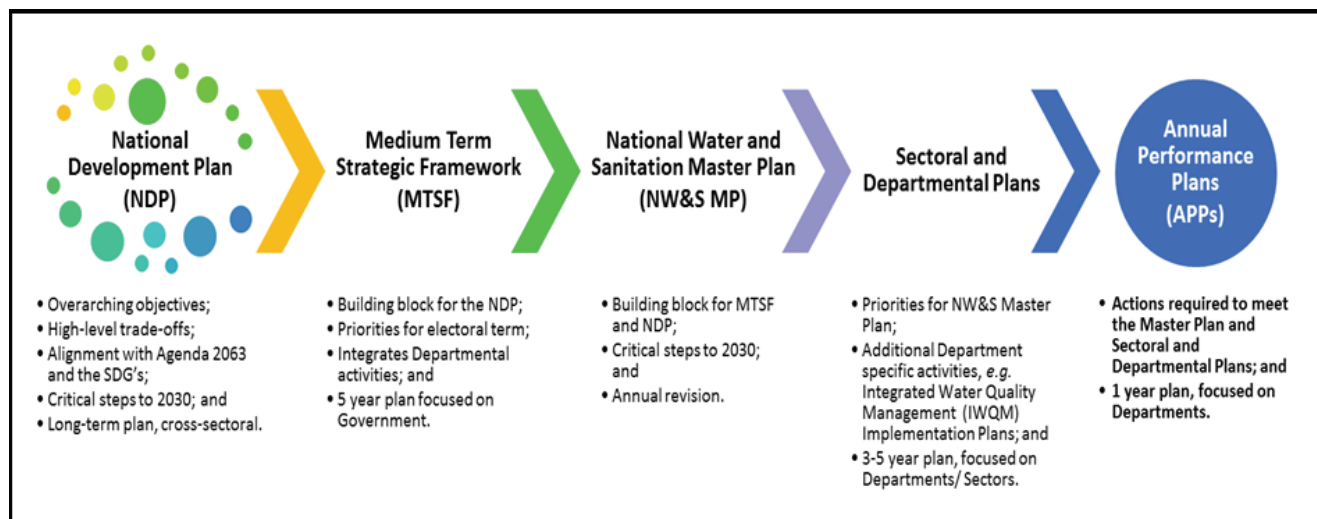 National
Development Plan
(NDP)
Medium Term
Strategic Framework
(MTSF)
National Water and
Sanitation Master Plan
(NW&S MP)
Sectoral and
Departmental Plans
Annual
Performance
Plans
(APPs)
• Overarching objectives;
• High-level trade-offs;
• Alignment with Agenda 2063
and the SDG's;
• Critical steps to 2030; and
• Long-term plan, cross-sectoral.
• Building block for the NDP;
• Priorities for electoral term;
• Integrates Departmental
activities; and
• 5 year plan focused on
Government.
• Building block for MTSF
and NDP;
• Critical steps to 2030;
and
• Annual revision.
• Priorities for NW&S Master
Plan;
• Additional Department
specific activities, e.g.
Integrated Water Quality
Management (IWQM)
Implementation Plans; and
• 3-5 year plan, focused on
Departments/ Sectors.
• Actions required to meet
the Master Plan and
Sectoral and
Departmental Plans; and
• 1 year plan, focused on
Departments.